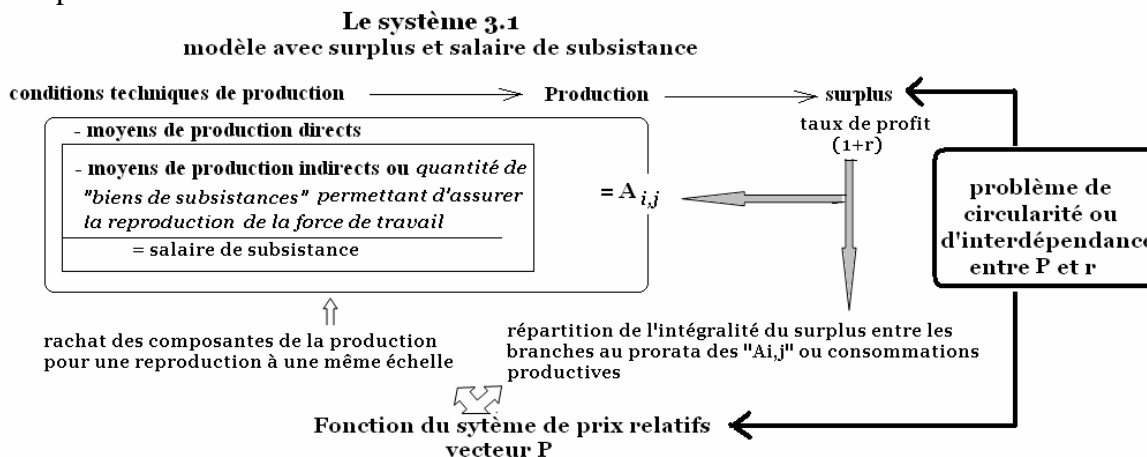 Le système 3.1
modèle avec surplus et salaire de subsistance
conditions techniques de production
Production
surplus
- moyens de production directs
- moyens de production indirects ou quantité de
"biens de subsistances" permettant d'assurer
la reproduction de la force de travail
= salaire de subsistance
= A i,j
taux de profit
(1+r)
problème de
circularité ou
d'interdépendance
entre P et r
rachat des composantes de la production
pour une reproduction à une même échelle
répartition de l'intégralité du surplus entre les
branches au prorata des "Ai,j" ou consommations
productives
Fonction du sytème de prix relatifs
vecteur P